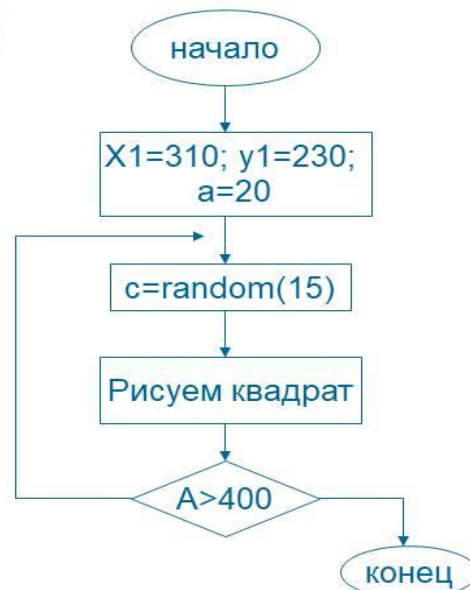 начало
X1=310; y1=230;
a=20
c=random(15)
Рисуем квадрат
A>400
конец